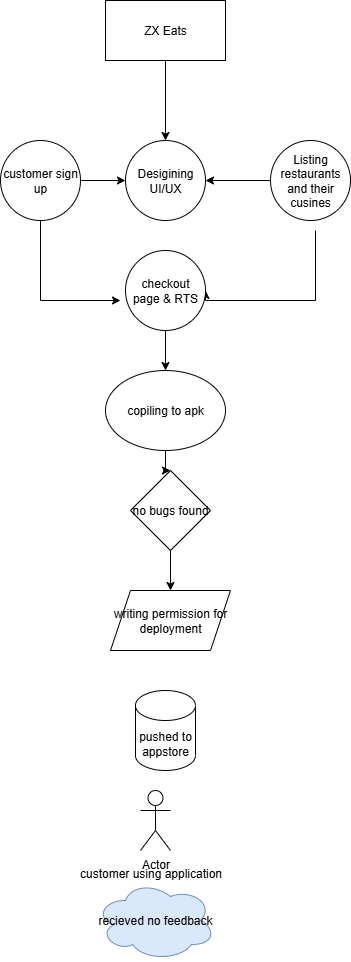 ZX Eats
customer sign
up
Desigining
UI/UX
Listing
restaurants
and their
cusines
checkout
page & RTS
copiling to apk
no bugs found
writing permission for
deployment
pushed to
appstore
Actor
customer using application
recieved no feedback